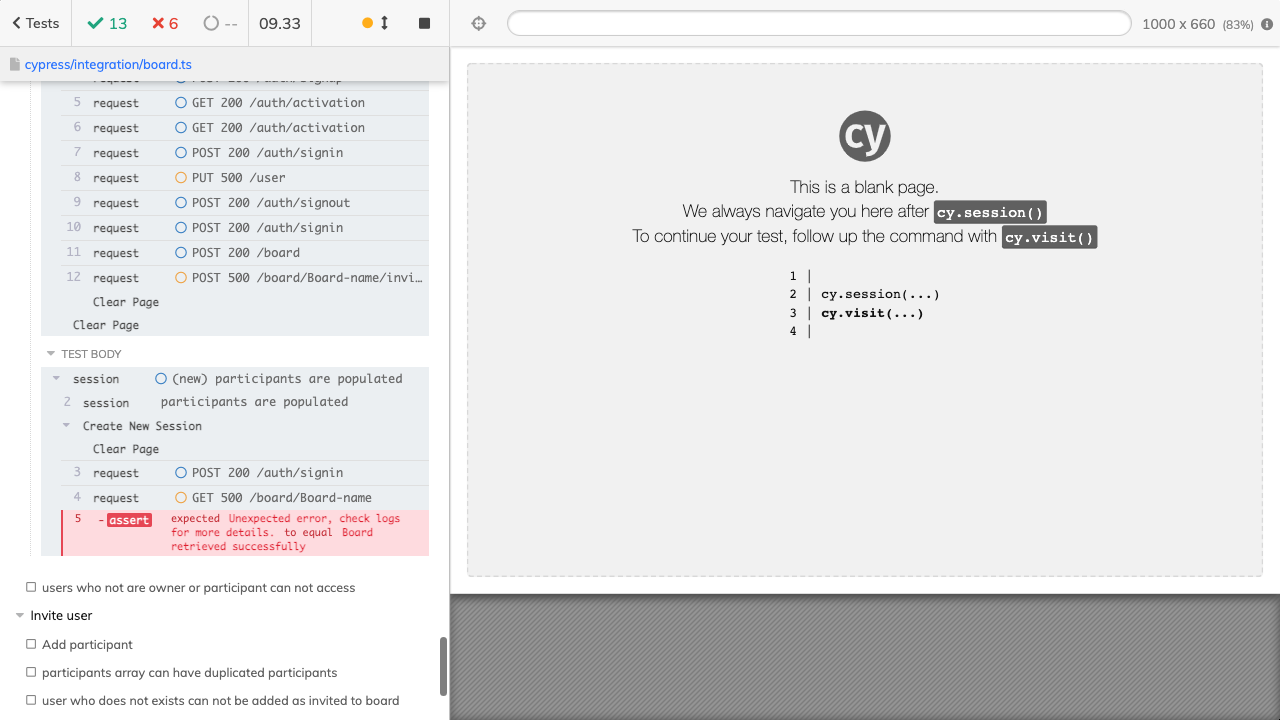 Tests
13
6
--
09.33
1000 x 660 (83%)
cypress/integration/board.ts
5 request GET 200 /auth/activation
6 request GET 200 /auth/activation
7 request POST 200 /auth/signin
8 request PUT 500 /user
9 request POST 200 /auth/signout
10 request POST 200 /auth/signin
11 request POST 200 /board
12 request POST 500 /board/Board-name/invi…
Clear Page
Clear Page
TEST BODY
session (new) participants are populated
2 session participants are populated
Create New Session
Clear Page
3 request POST 200 /auth/signin
4 request GET 500 /board/Board-name
5 -assert expected Unexpected error, check logs
for more details. to equal Board
retrieved successfully
users who not are owner or participant can not access
Invite user
Add participant
participants array can have duplicated participants
user who does not exists can not be added as invited to board
cy
This is a blank page.
We always navigate you here after cy.session()
To continue your test, follow up the command with cy.visit()
1 |
2 | cy.session(...)
3 | cy.visit(...)
4 |